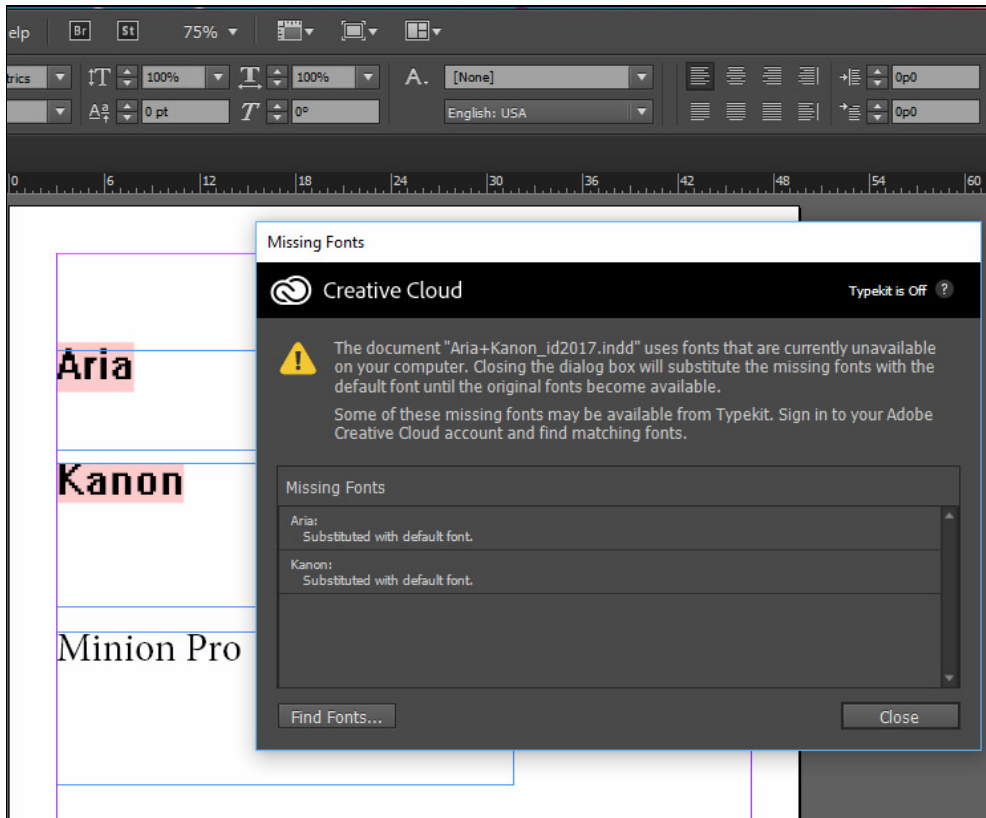 elp Br St 75%
trics 100% 100% A. [None] 0p0
0 pt T 0° English: USA 0p0
0 6 12 18 24 30 36 42 48 54 60
Missing Fonts
Creative Cloud Typekit is Off ?
The document "Aria+Kanon_id2017.indd" uses fonts that are currently unavailable
on your computer. Closing the dialog box will substitute the missing fonts with the
default font until the original fonts become available.
Some of these missing fonts may be available from Typekit. Sign in to your Adobe
Creative Cloud account and find matching fonts.
Aria
Kanon
Minion Pro
Missing Fonts
Aria:
Substituted with default font.
Kanon:
Substituted with default font.
Find Fonts... Close